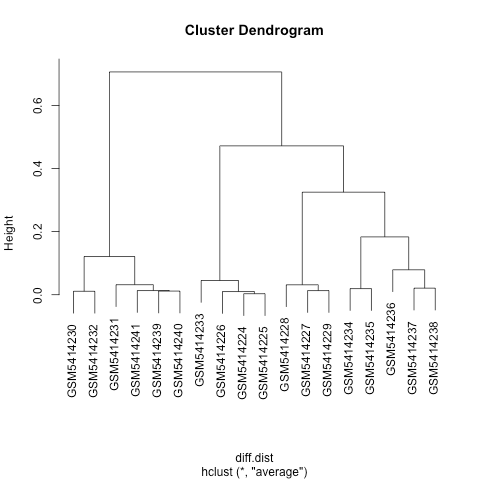 Cluster Dendrogram
Height
0.0
0.2
0.4
0.6
GSM5414230
GSM5414232
GSM5414231
GSM5414241
GSM5414239
GSM5414240
GSM5414233
GSM5414226
GSM5414224
GSM5414225
GSM5414228
GSM5414227
GSM5414229
GSM5414234
GSM5414235
GSM5414236
GSM5414237
GSM5414238
diff.dist
hclust (*, "average")